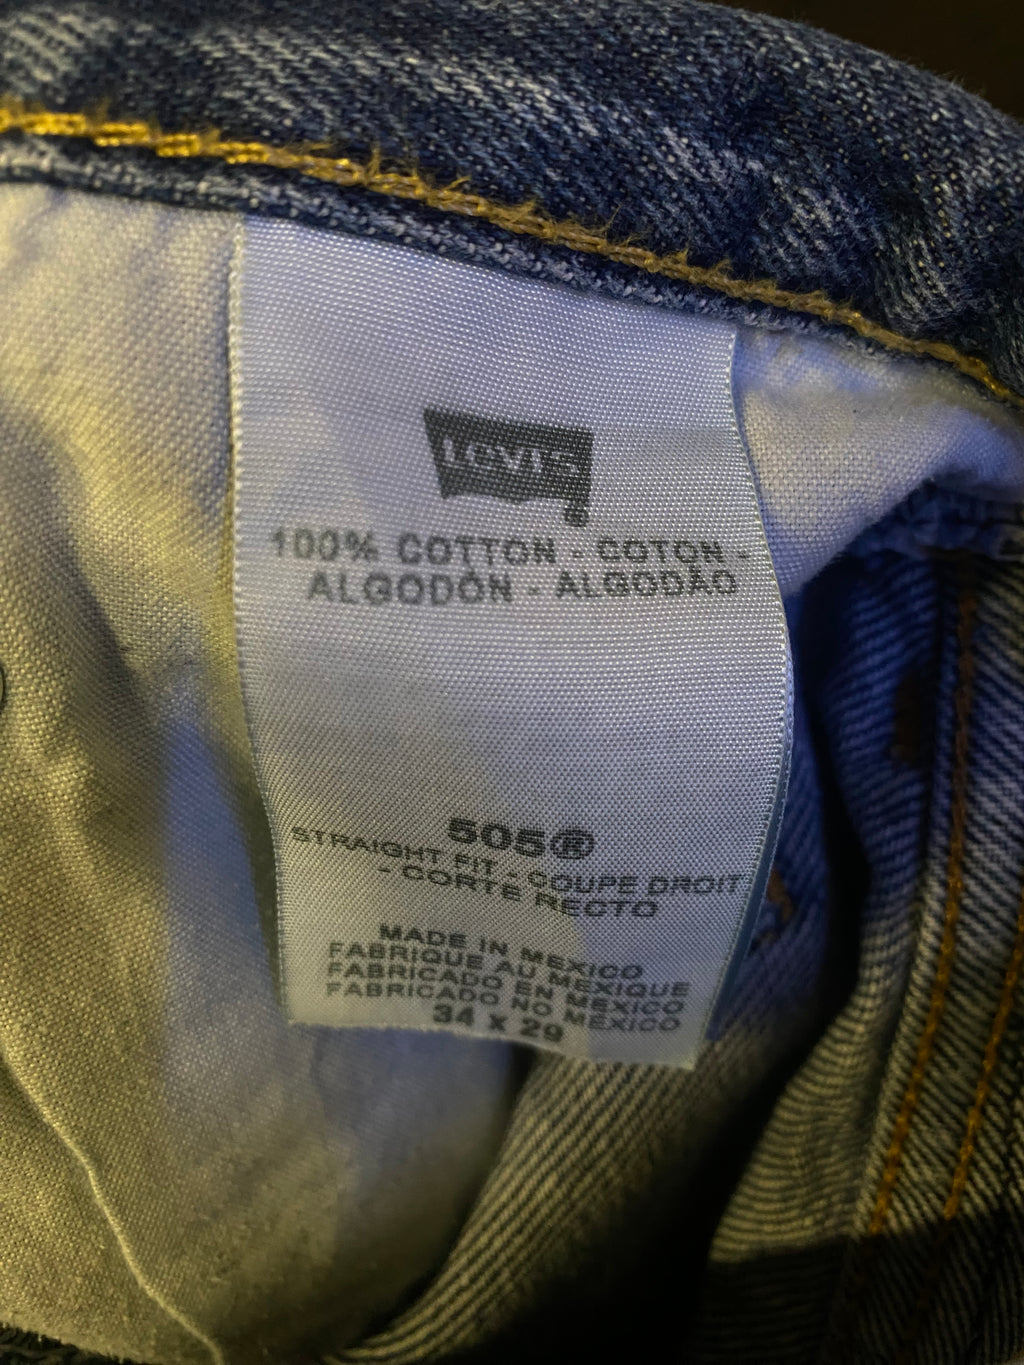 Levi's
100% COTTON - COTON -
ALGODÓN - ALGODÃO
505®
STRAIGHT FIT - COUPE DROIT
- CORTE RECTO
MADE IN MEXICO
FABRIQUE AU MEXIQUE
FABRICADO EN MEXICO
FABRICADO NO MEXICO
34 x 29